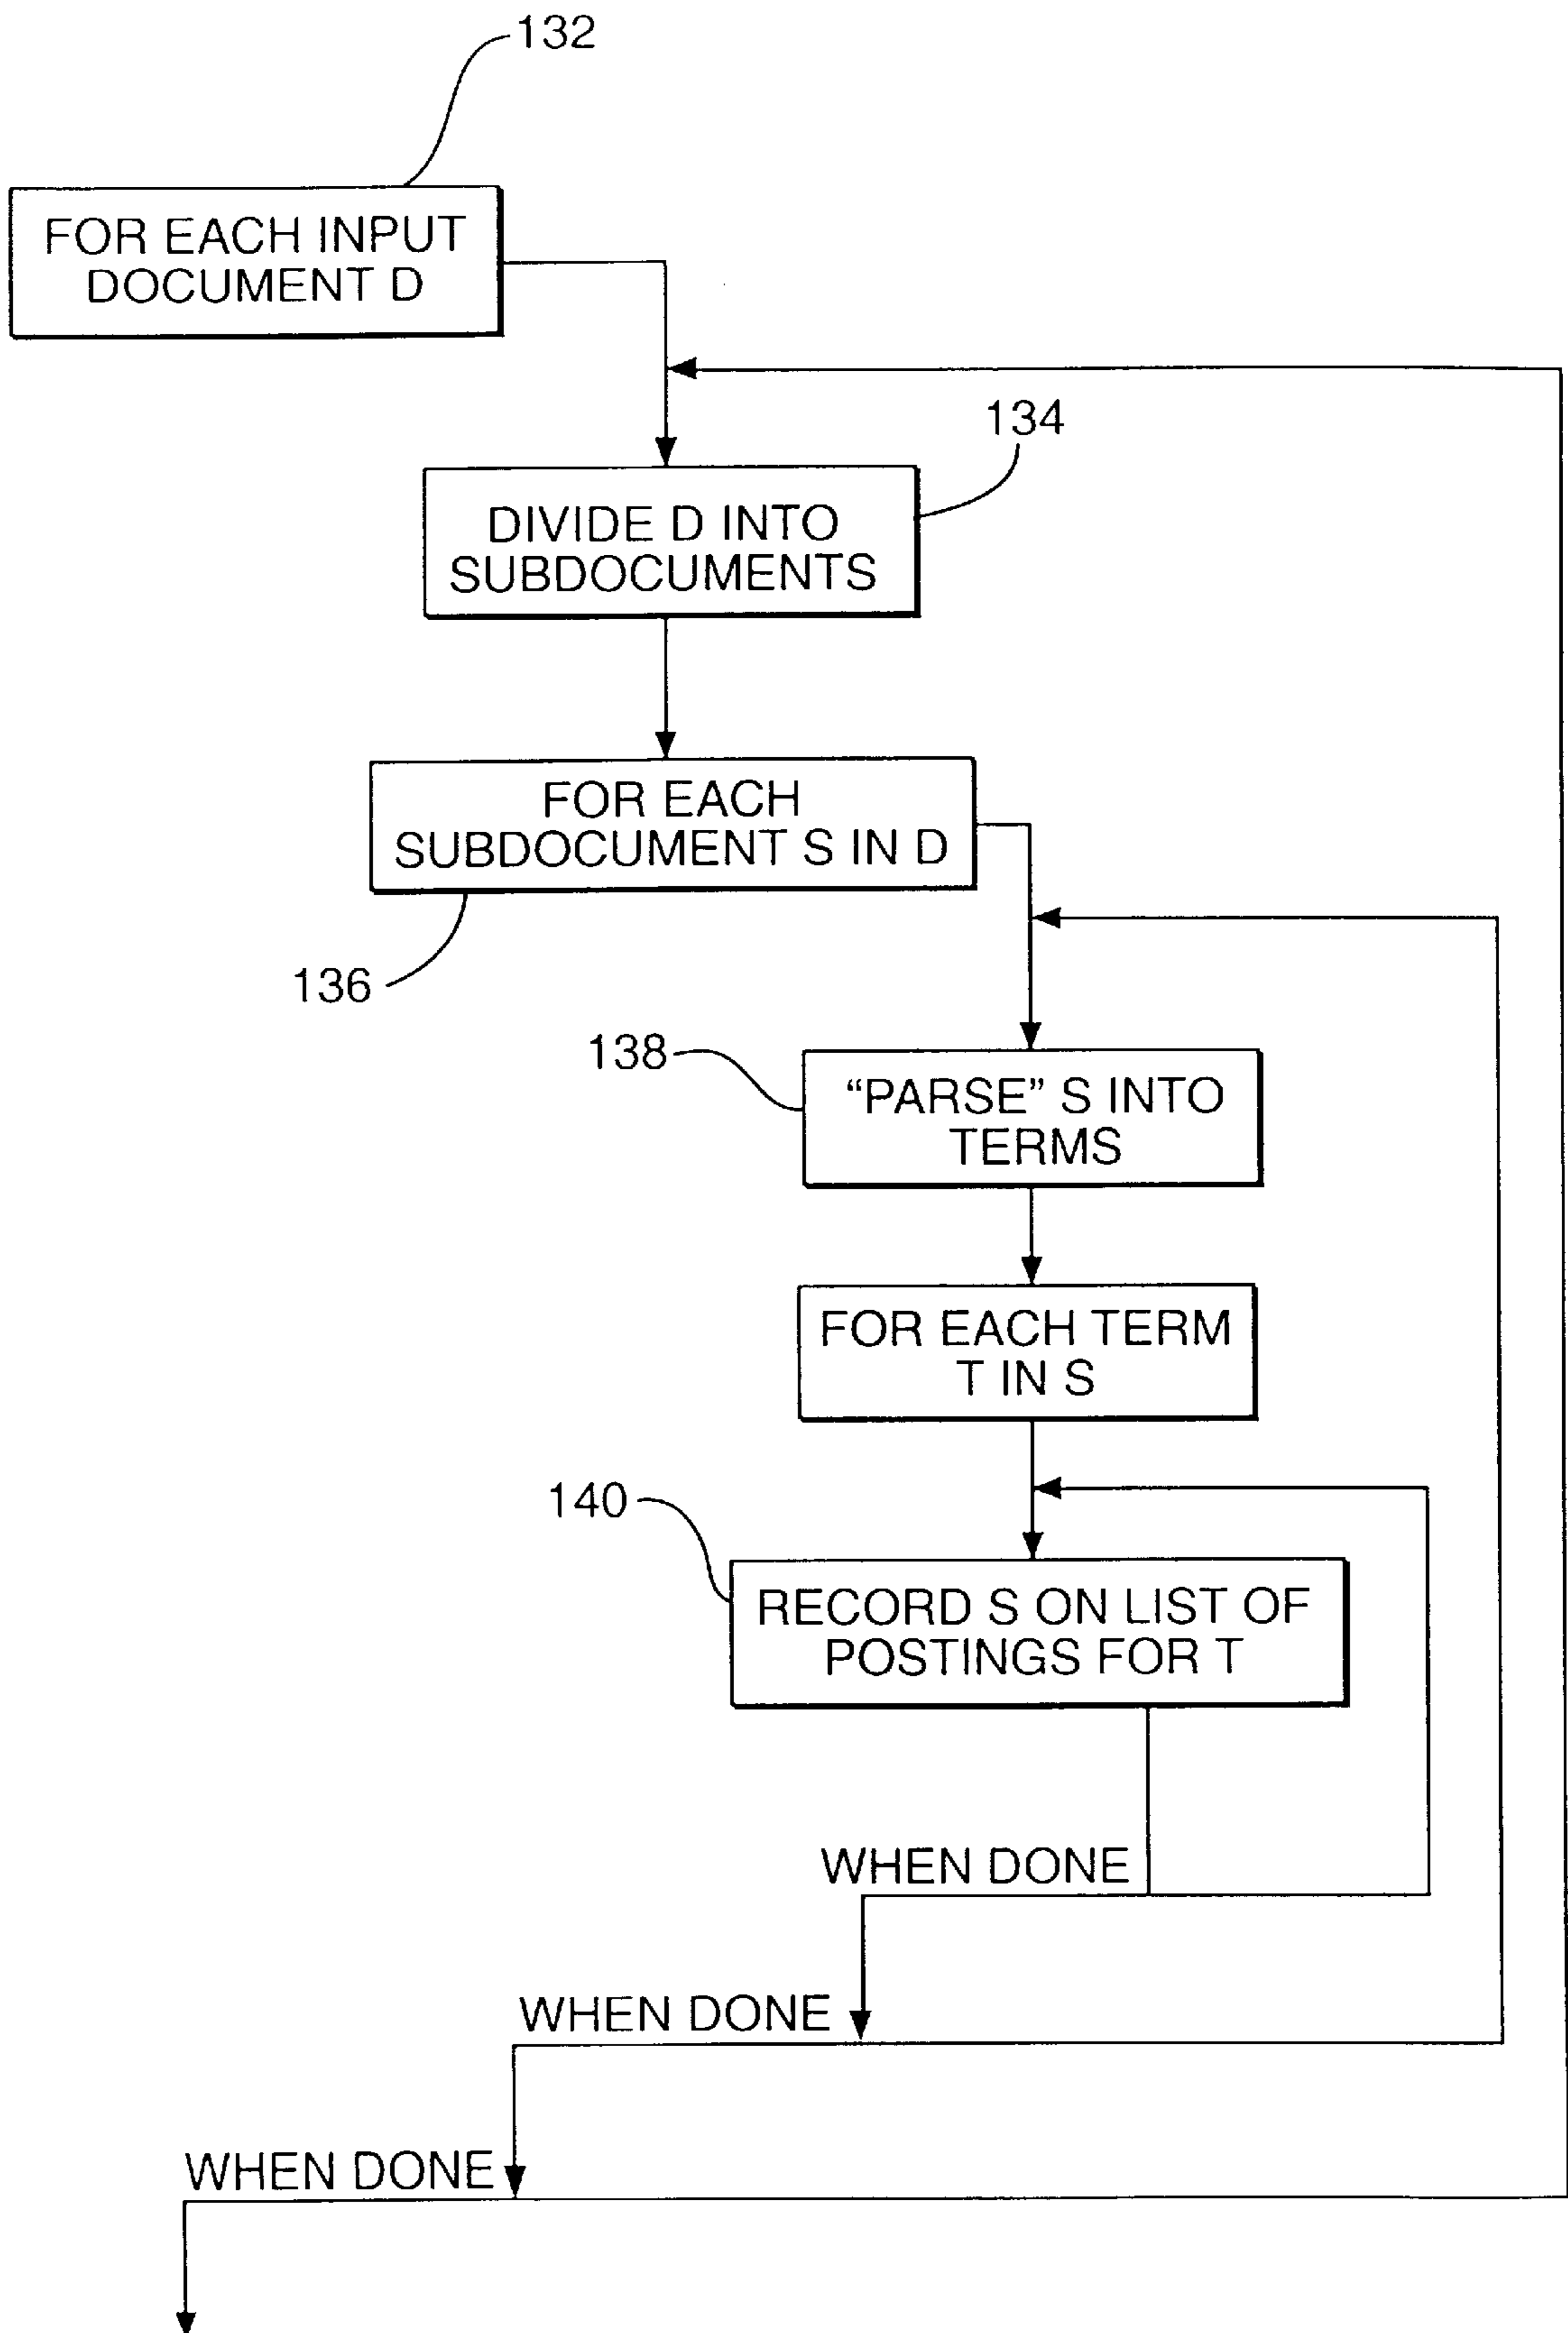 132
FOR EACH INPUT
DOCUMENT D
134
DIVIDE D INTO
SUBDOCUMENTS
FOR EACH
SUBDOCUMENT S IN D
136
138
“PARSE” S INTO
TERMS
FOR EACH TERM
T IN S
140
RECORD S ON LIST OF
POSTINGS FOR T
WHEN DONE
WHEN DONE
WHEN DONE